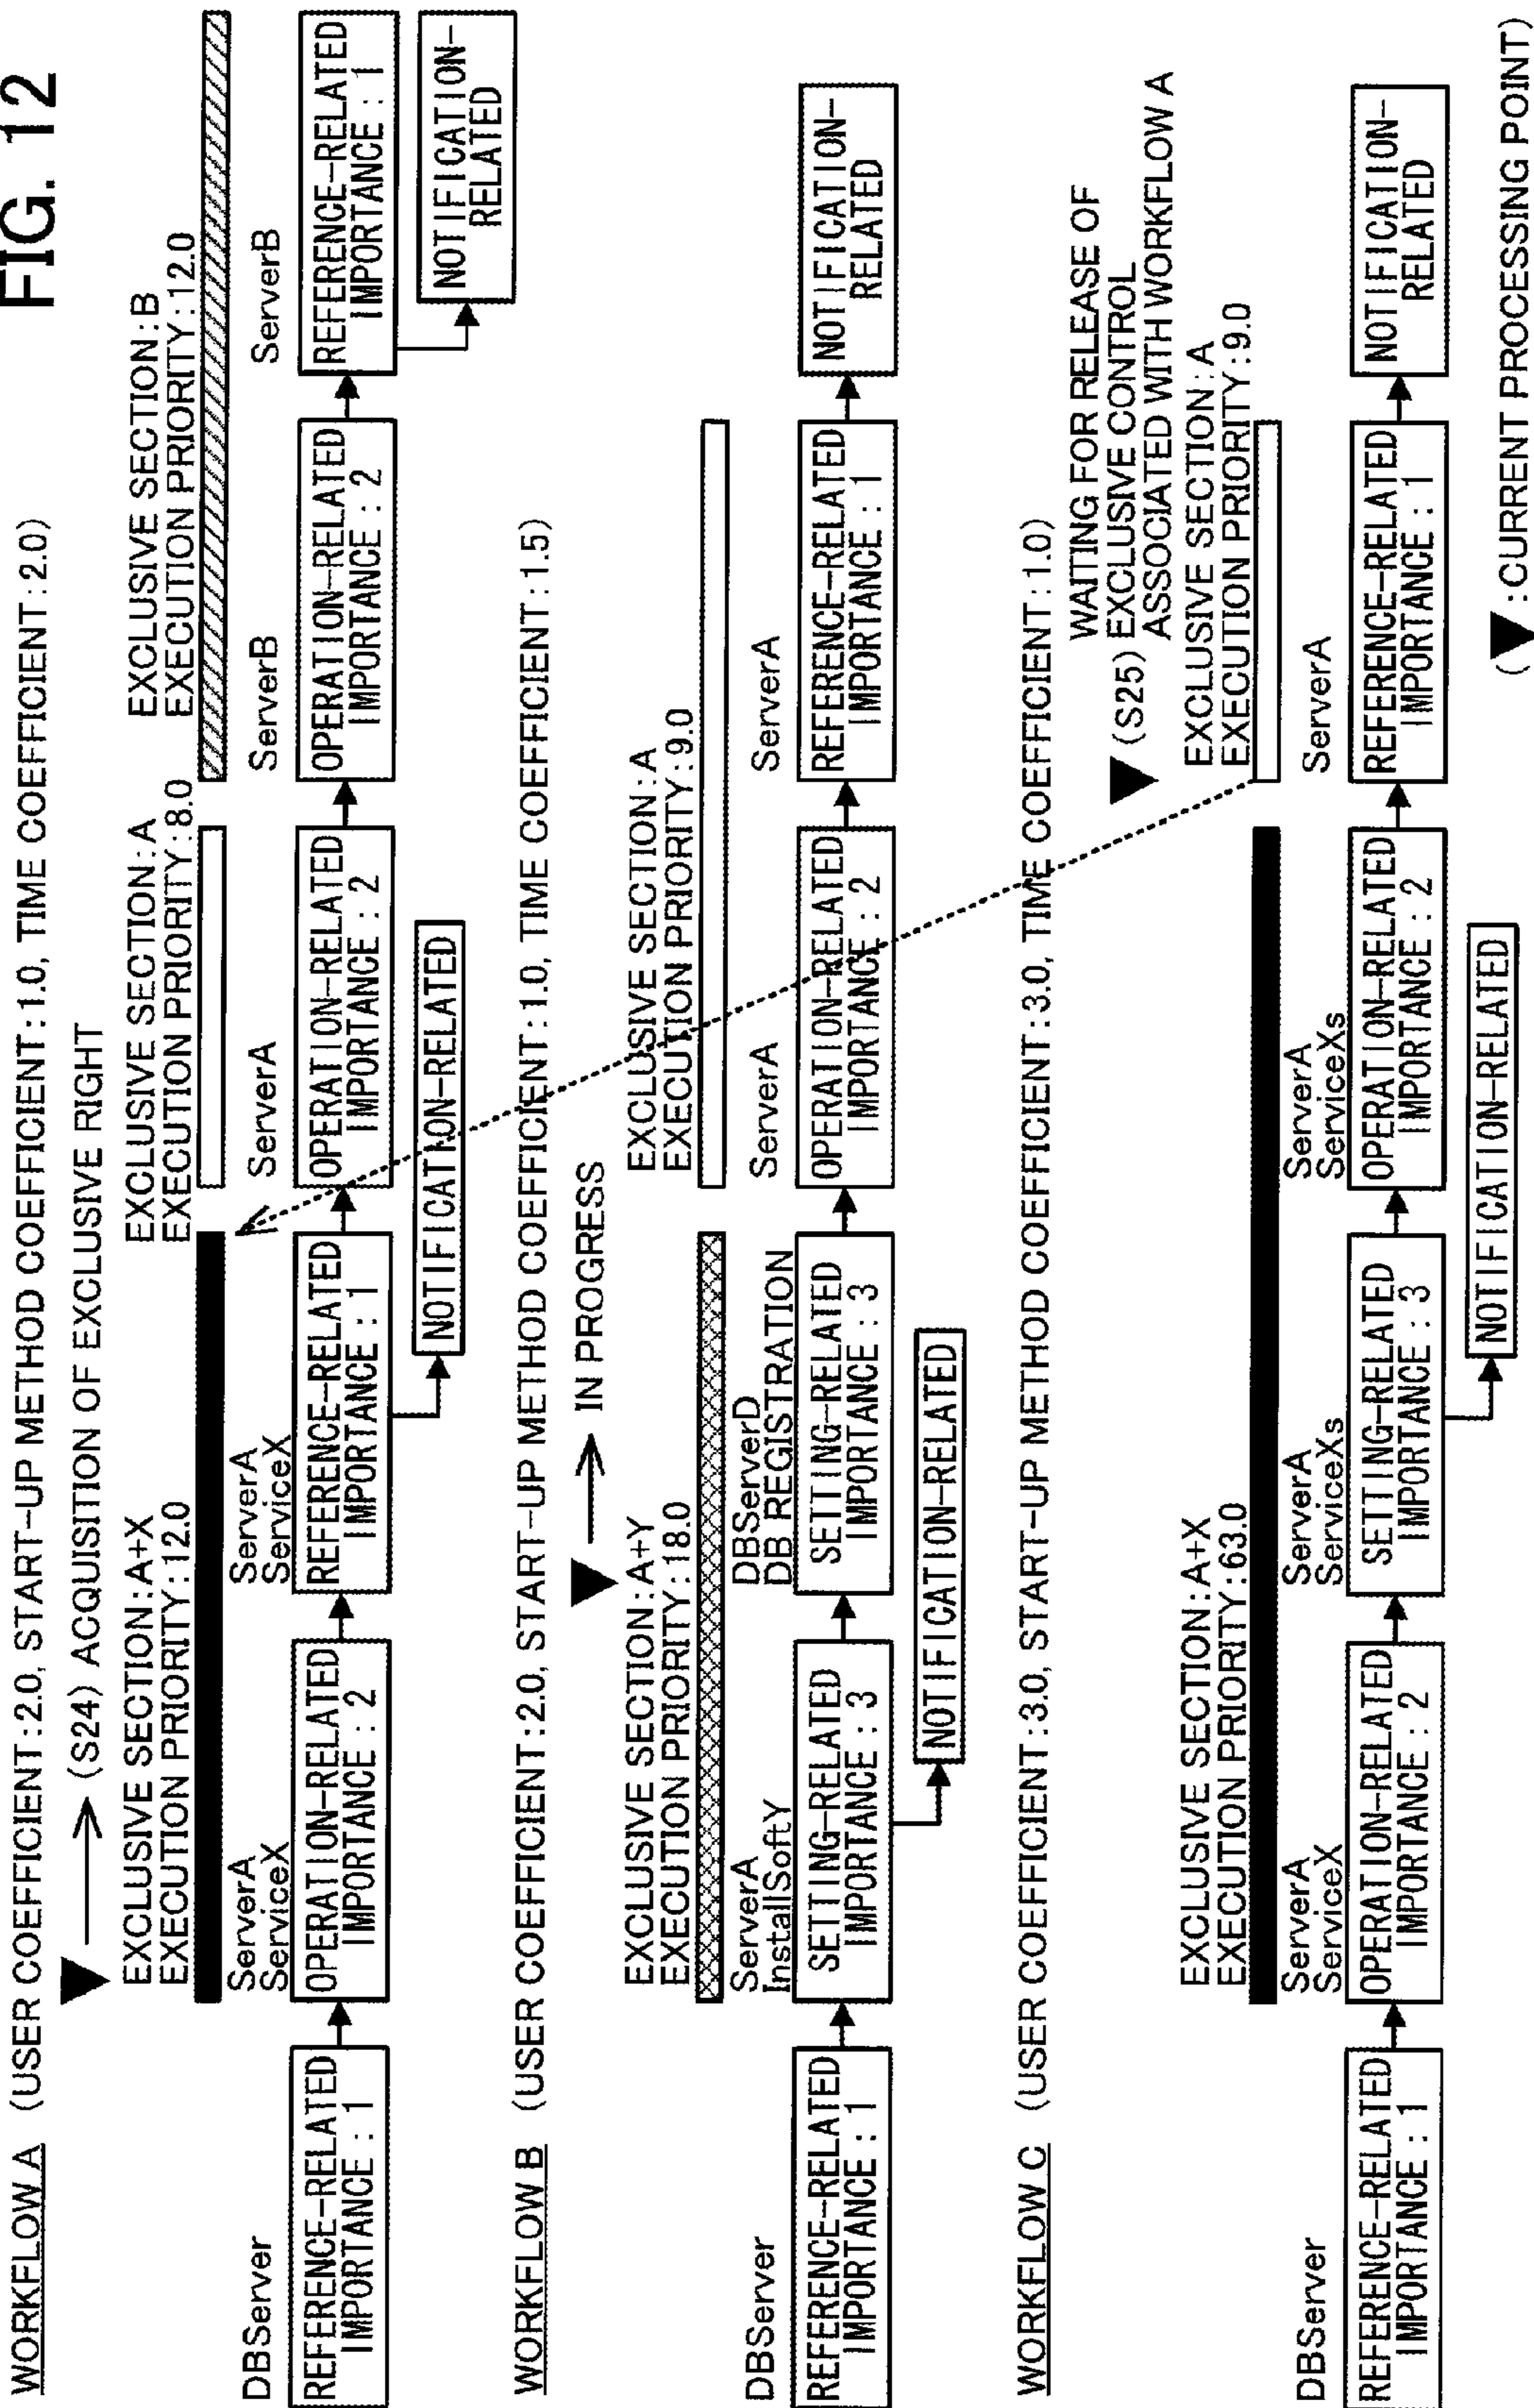 FIG. 12
WORKFLOW A (USER COEFFICIENT:2.0, START-UP METHOD COEFFICIENT:1.0, TIME COEFFICIENT:2.0)
▼ → (S24) ACQUISITION OF EXCLUSIVE RIGHT
EXCLUSIVE SECTION:A+X
EXECUTION PRIORITY:12.0
EXCLUSIVE SECTION:A
EXECUTION PRIORITY:8.0
EXCLUSIVE SECTION:B
EXECUTION PRIORITY:12.0
DBServer
REFERENCE-RELATED
IMPORTANCE : 1
ServerA
ServiceX
OPERATION-RELATED
IMPORTANCE : 2
ServerA
ServiceX
REFERENCE-RELATED
IMPORTANCE : 1
NOTIFICATION-RELATED
ServerA
OPERATION-RELATED
IMPORTANCE : 2
ServerB
OPERATION-RELATED
IMPORTANCE : 2
ServerB
REFERENCE-RELATED
IMPORTANCE : 1
NOTIFICATION-
RELATED
WORKFLOW B (USER COEFFICIENT:2.0, START-UP METHOD COEFFICIENT:1.0, TIME COEFFICIENT:1.5)
▼ → IN PROGRESS
EXCLUSIVE SECTION:A+Y
EXECUTION PRIORITY:18.0
EXCLUSIVE SECTION:A
EXECUTION PRIORITY:9.0
DBServer
REFERENCE-RELATED
IMPORTANCE : 1
ServerA
InstallSoftY
SETTING-RELATED
IMPORTANCE : 3
NOTIFICATION-RELATED
DBServerD
DB REGISTRATION
SETTING-RELATED
IMPORTANCE : 3
ServerA
OPERATION-RELATED
IMPORTANCE : 2
ServerA
REFERENCE-RELATED
IMPORTANCE : 1
NOTIFICATION-
RELATED
WORKFLOW C (USER COEFFICIENT:3.0, START-UP METHOD COEFFICIENT:3.0, TIME COEFFICIENT:1.0)
WAITING FOR RELEASE OF
▼ (S25) EXCLUSIVE CONTROL
ASSOCIATED WITH WORKFLOW A
EXCLUSIVE SECTION:A+X
EXECUTION PRIORITY:63.0
EXCLUSIVE SECTION:A
EXECUTION PRIORITY:9.0
DBServer
REFERENCE-RELATED
IMPORTANCE : 1
ServerA
ServiceX
OPERATION-RELATED
IMPORTANCE : 2
ServerA
ServiceXs
SETTING-RELATED
IMPORTANCE : 3
NOTIFICATION-RELATED
ServerA
ServiceXs
OPERATION-RELATED
IMPORTANCE : 2
ServerA
REFERENCE-RELATED
IMPORTANCE : 1
NOTIFICATION-
RELATED
(▼:CURRENT PROCESSING POINT)